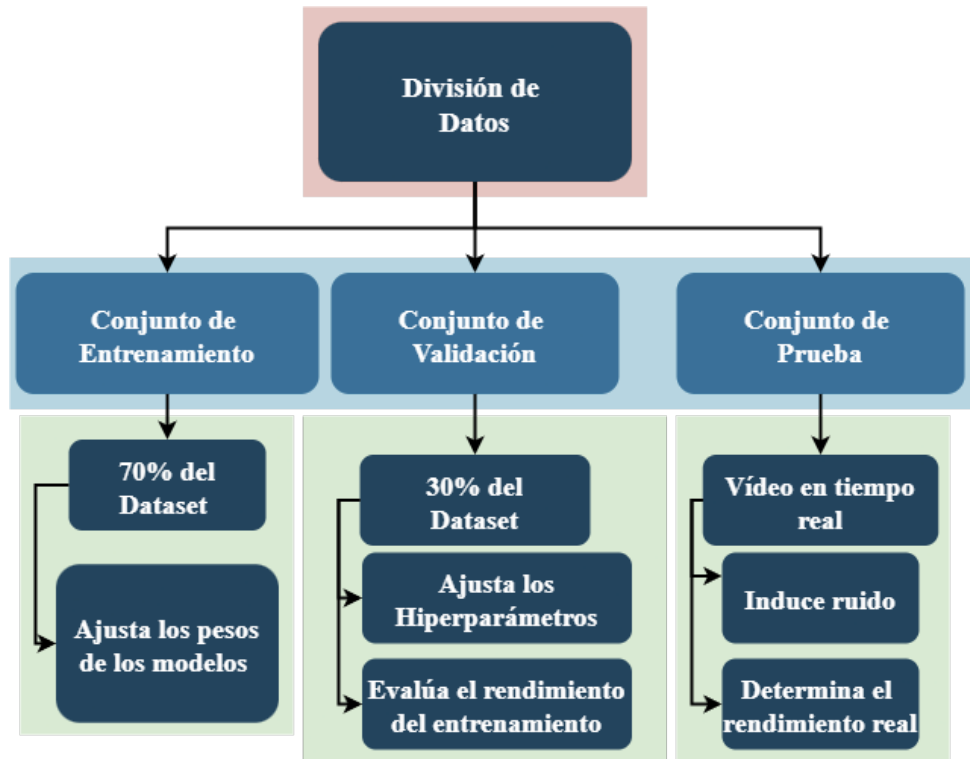 División de
Datos
Conjunto de
Entrenamiento
Conjunto de
Validación
Conjunto de
Prueba
70% del
Dataset
Ajusta los pesos
de los modelos
30% del
Dataset
Ajusta los
Hiperparámetros
Evalúa el rendimiento
del entrenamiento
Vídeo en tiempo
real
Induce ruido
Determina el
rendimiento real